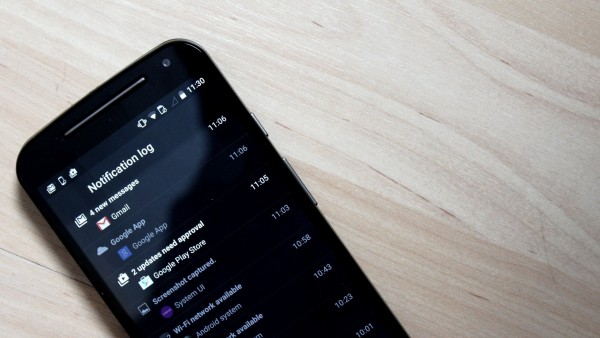 11:30
Notification log
4 new messages 11:06
Gmail
Google App 11:06
Google App
2 updates need approval 11:05
Google Play Store
Screenshot captured. 11:03
System UI
Wi-Fi network available 10:58
Android system
available 10:43
10:23
10:01